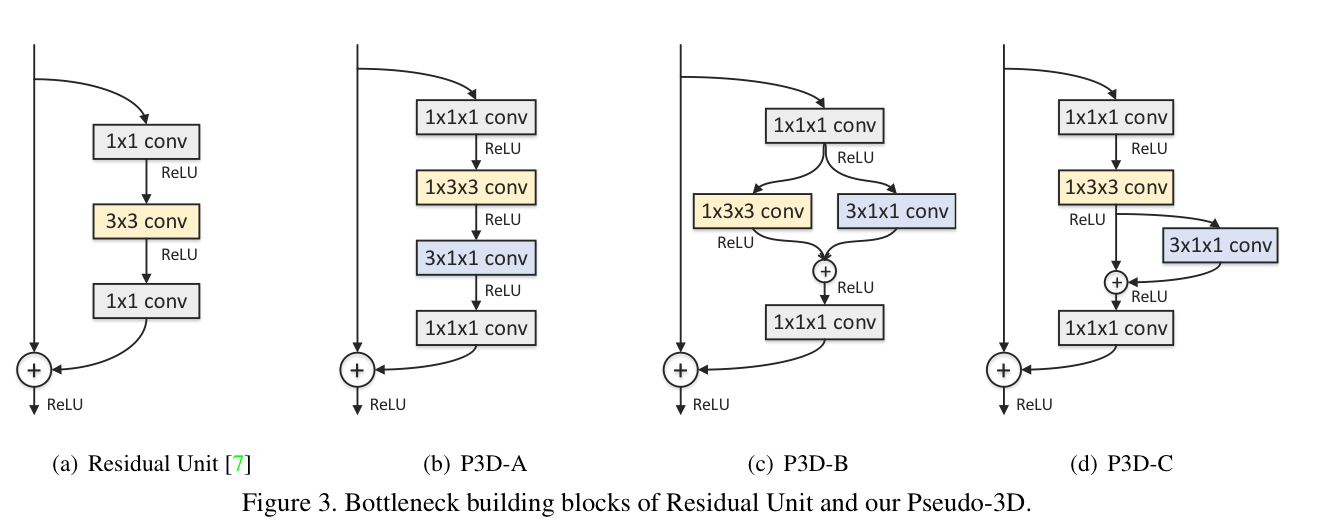 1x1 conv
ReLU
3x3 conv
ReLU
1x1 conv
+
ReLU
(a) Residual Unit [7]
1x1x1 conv
ReLU
1x3x3 conv
ReLU
3x1x1 conv
ReLU
1x1x1 conv
+
ReLU
(b) P3D-A
1x1x1 conv
ReLU
1x3x3 conv
3x1x1 conv
ReLU
+
ReLU
1x1x1 conv
+
ReLU
(c) P3D-B
1x1x1 conv
ReLU
1x3x3 conv
ReLU
3x1x1 conv
+
ReLU
1x1x1 conv
+
ReLU
(d) P3D-C
Figure 3. Bottleneck building blocks of Residual Unit and our Pseudo-3D.